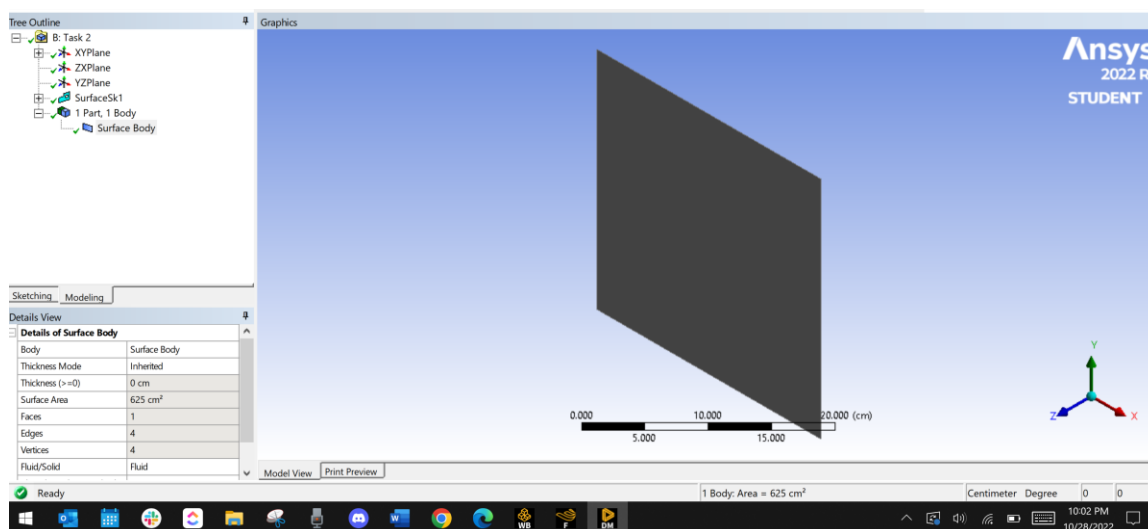 Tree Outline
B: Task 2
XYPlane
ZXPlane
YZPlane
SurfaceSk1
1 Part, 1 Body
Surface Body
Sketching Modeling
Details View
Details of Surface Body
Body Surface Body
Thickness Mode Inherited
Thickness (>=0) 0 cm
Surface Area 625 cm²
Faces 1
Edges 4
Vertices 4
Fluid/Solid Fluid
Graphics
Ansys
2022 R
STUDENT
0.000 10.000 20.000 (cm)
5.000 15.000
Y
Z X
Model View Print Preview
Ready 1 Body: Area = 625 cm² Centimeter Degree 0 0
WB F DM
10:02 PM
10/28/2022